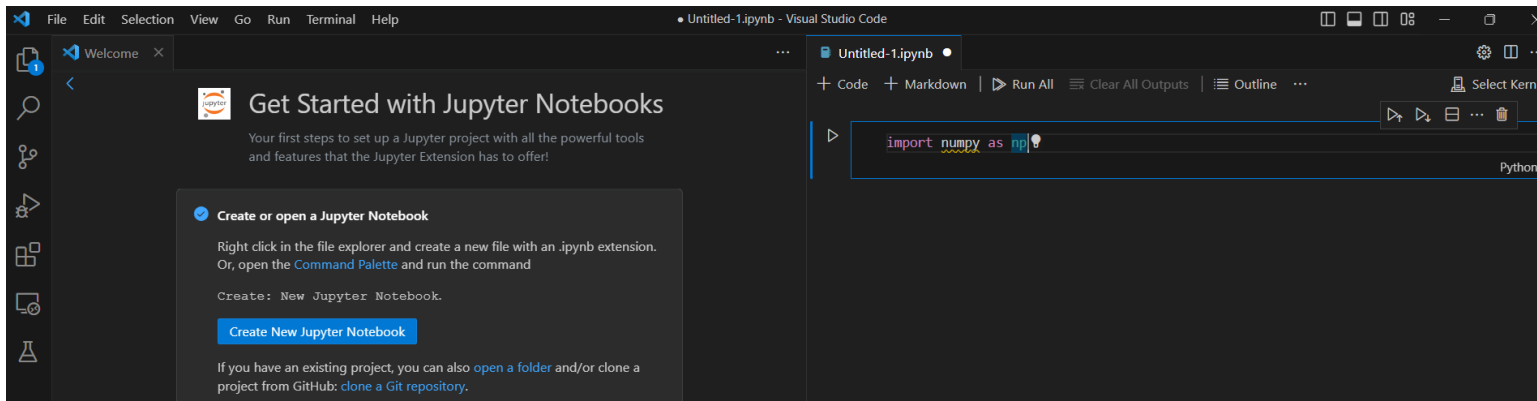 File Edit Selection View Go Run Terminal Help
● Untitled-1.ipynb - Visual Studio Code
Welcome
Untitled-1.ipynb
1
+ Code + Markdown Run All Clear All Outputs Outline ...
Select Kern
jupyter
Get Started with Jupyter Notebooks
Your first steps to set up a Jupyter project with all the powerful tools
and features that the Jupyter Extension has to offer!
import numpy as np
Python
Create or open a Jupyter Notebook
Right click in the file explorer and create a new file with an .ipynb extension.
Or, open the Command Palette and run the command
Create: New Jupyter Notebook.
Create New Jupyter Notebook
If you have an existing project, you can also open a folder and/or clone a
project from GitHub: clone a Git repository.